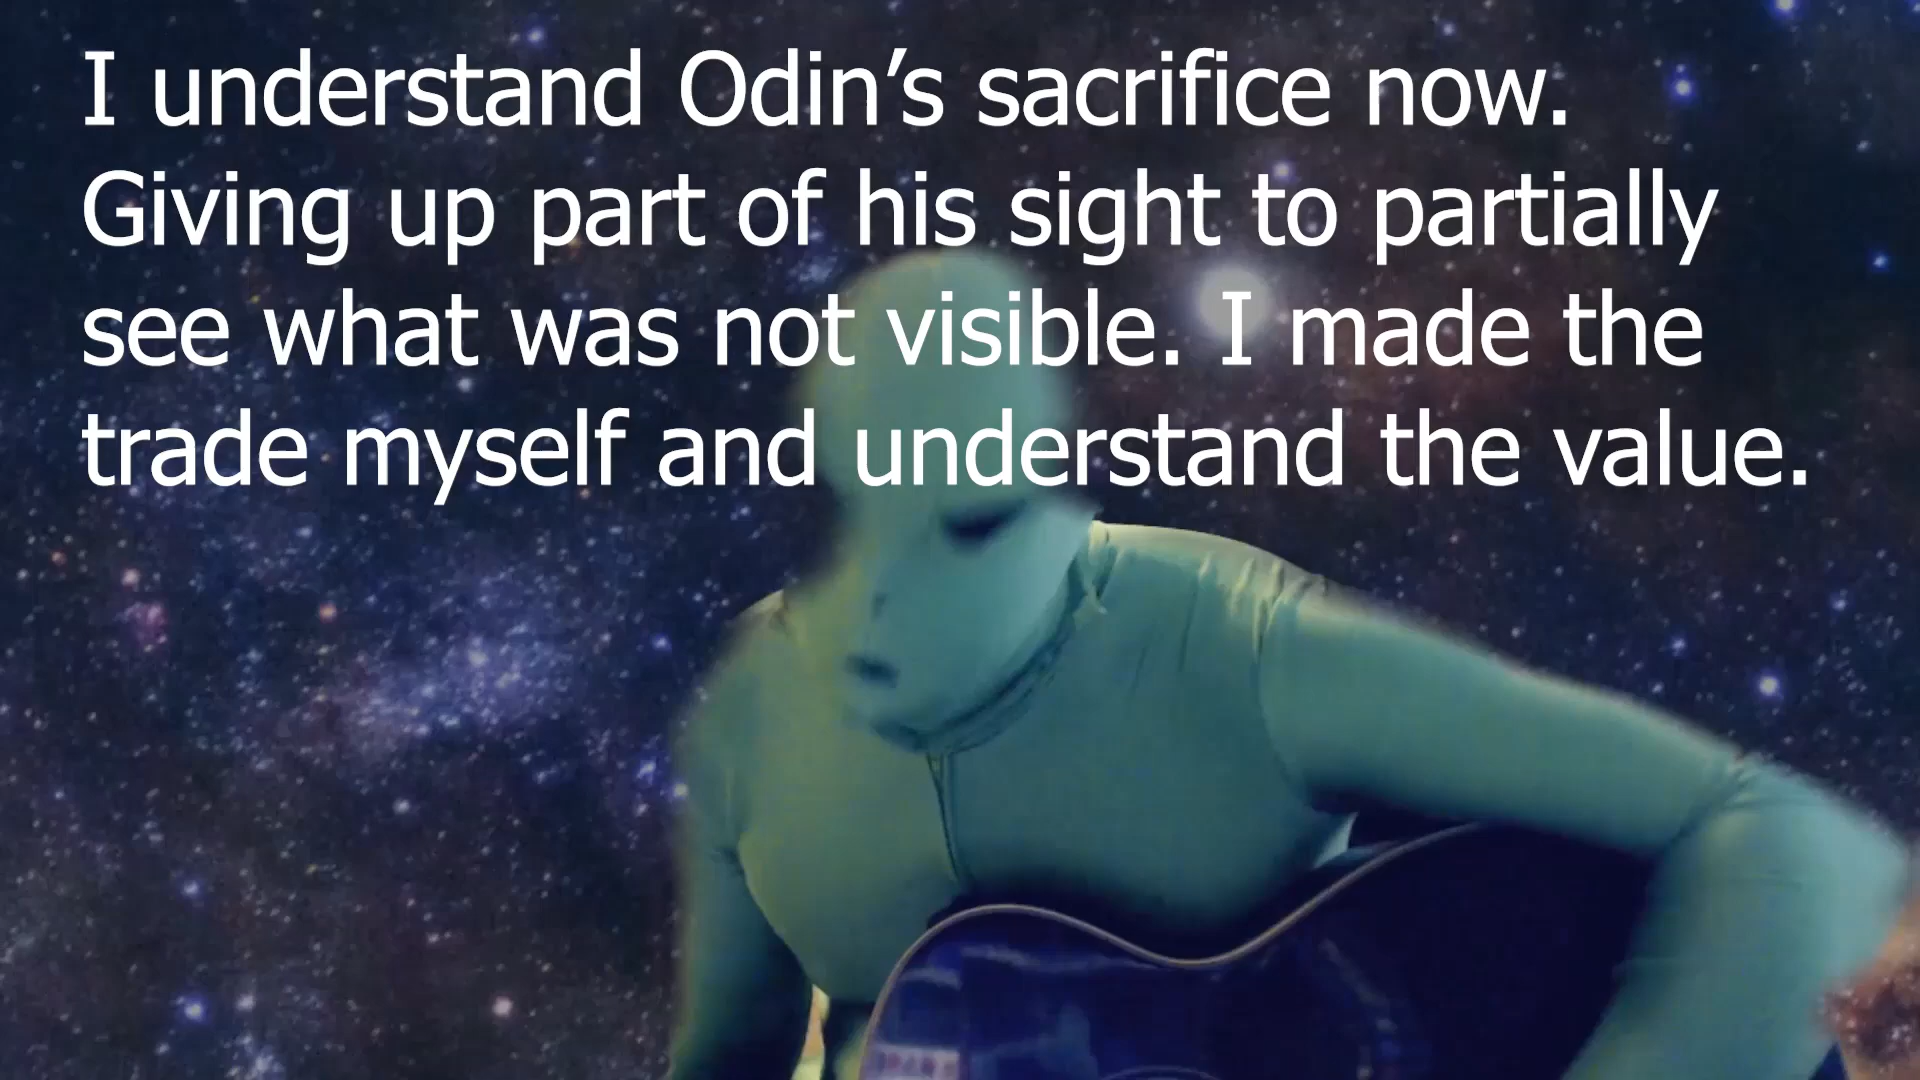 I understand Odin’s sacrifice now.
Giving up part of his sight to partially
see what was not visible. I made the
trade myself and understand the value.